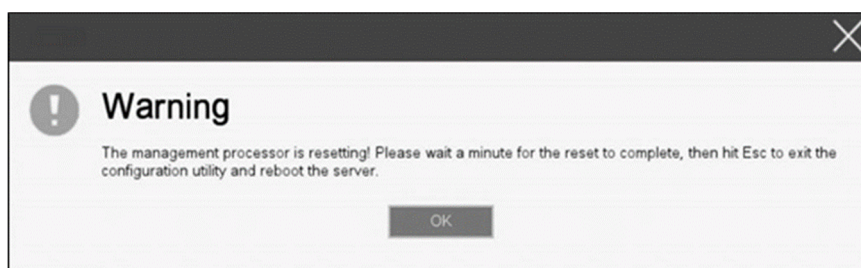 Warning
The management processor is resetting! Please wait a minute for the reset to complete, then hit Esc to exit the
configuration utility and reboot the server.
OK